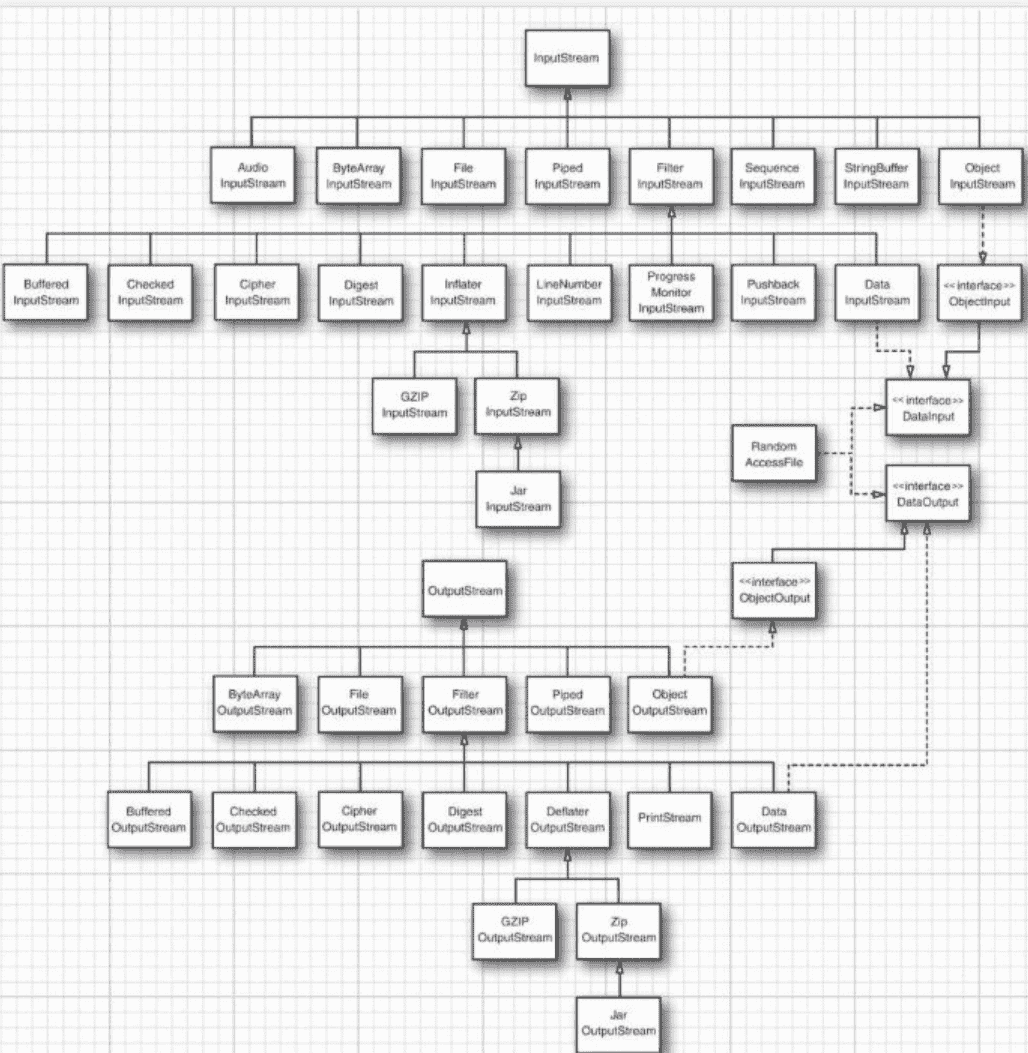 InputStream
Audio
InputStream
ByteArray
InputStream
File
InputStream
Piped
InputStream
Filter
InputStream
Sequence
InputStream
StringBuffer
InputStream
Object
InputStream
Buffered
InputStream
Checked
InputStream
Cipher
InputStream
Digest
InputStream
Inflater
InputStream
LineNumber
InputStream
Progress
Monitor
InputStream
Pushback
InputStream
Data
InputStream
<<interface>>
ObjectInput
GZIP
InputStream
Zip
InputStream
<<interface>>
DataInput
Random
AccessFile
Jar
InputStream
<<interface>>
DataOutput
OutputStream
<<interface>>
ObjectOutput
ByteArray
OutputStream
File
OutputStream
Filter
OutputStream
Piped
OutputStream
Object
OutputStream
Buffered
OutputStream
Checked
OutputStream
Cipher
OutputStream
Digest
OutputStream
Deflater
OutputStream
PrintStream
Data
OutputStream
GZIP
OutputStream
Zip
OutputStream
Jar
OutputStream